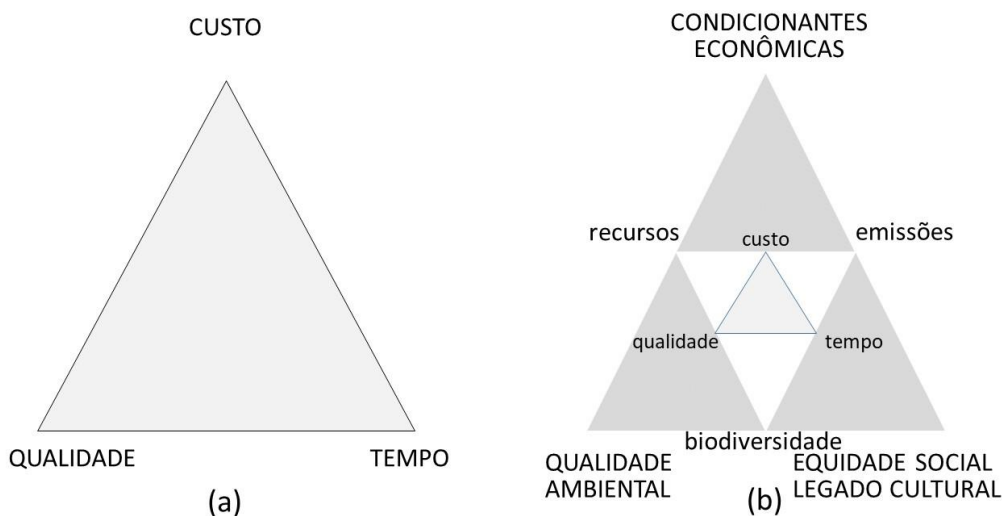 CUSTO
QUALIDADE
TEMPO
(a)
CONDICIONANTES
ECONÔMICAS
recursos
custo
emissões
qualidade
tempo
biodiversidade
QUALIDADE
AMBIENTAL
EQUIDADE SOCIAL
LEGADO CULTURAL
(b)